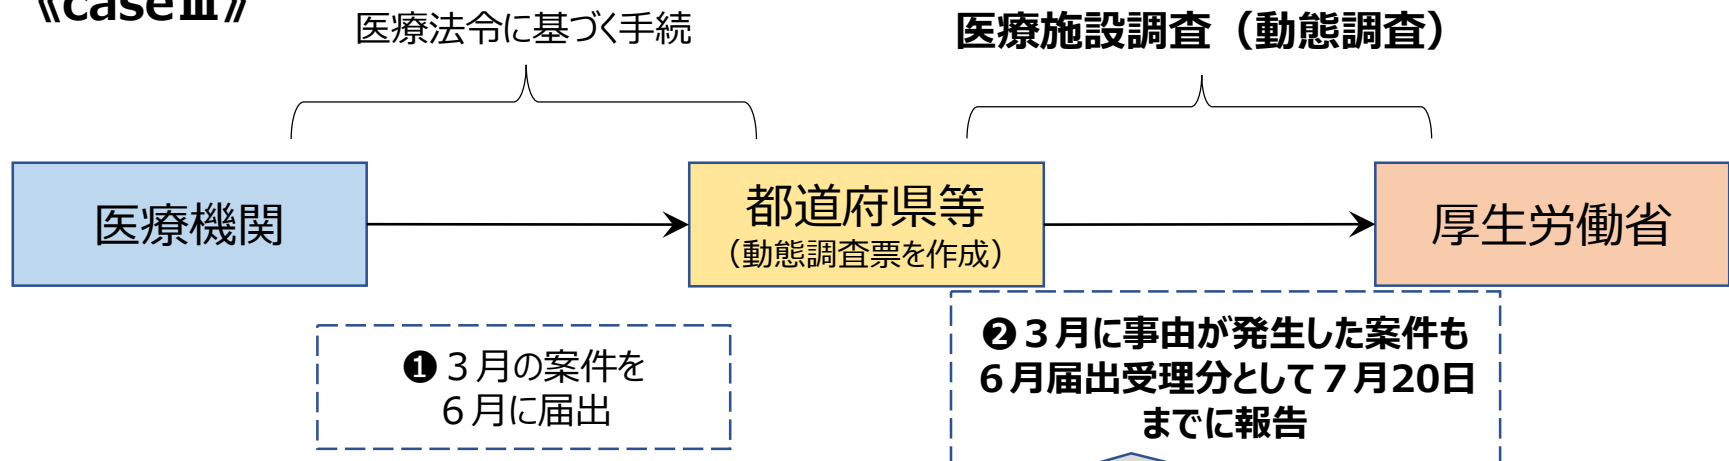 《caseⅢ》
医療法令に基づく手続
医療施設調査（動態調査）
医療機関
都道府県等
（動態調査票を作成）
厚生労働省
❶３月の案件を
６月に届出
❷３月に事由が発生した案件も
６月届出受理分として７月20日
までに報告